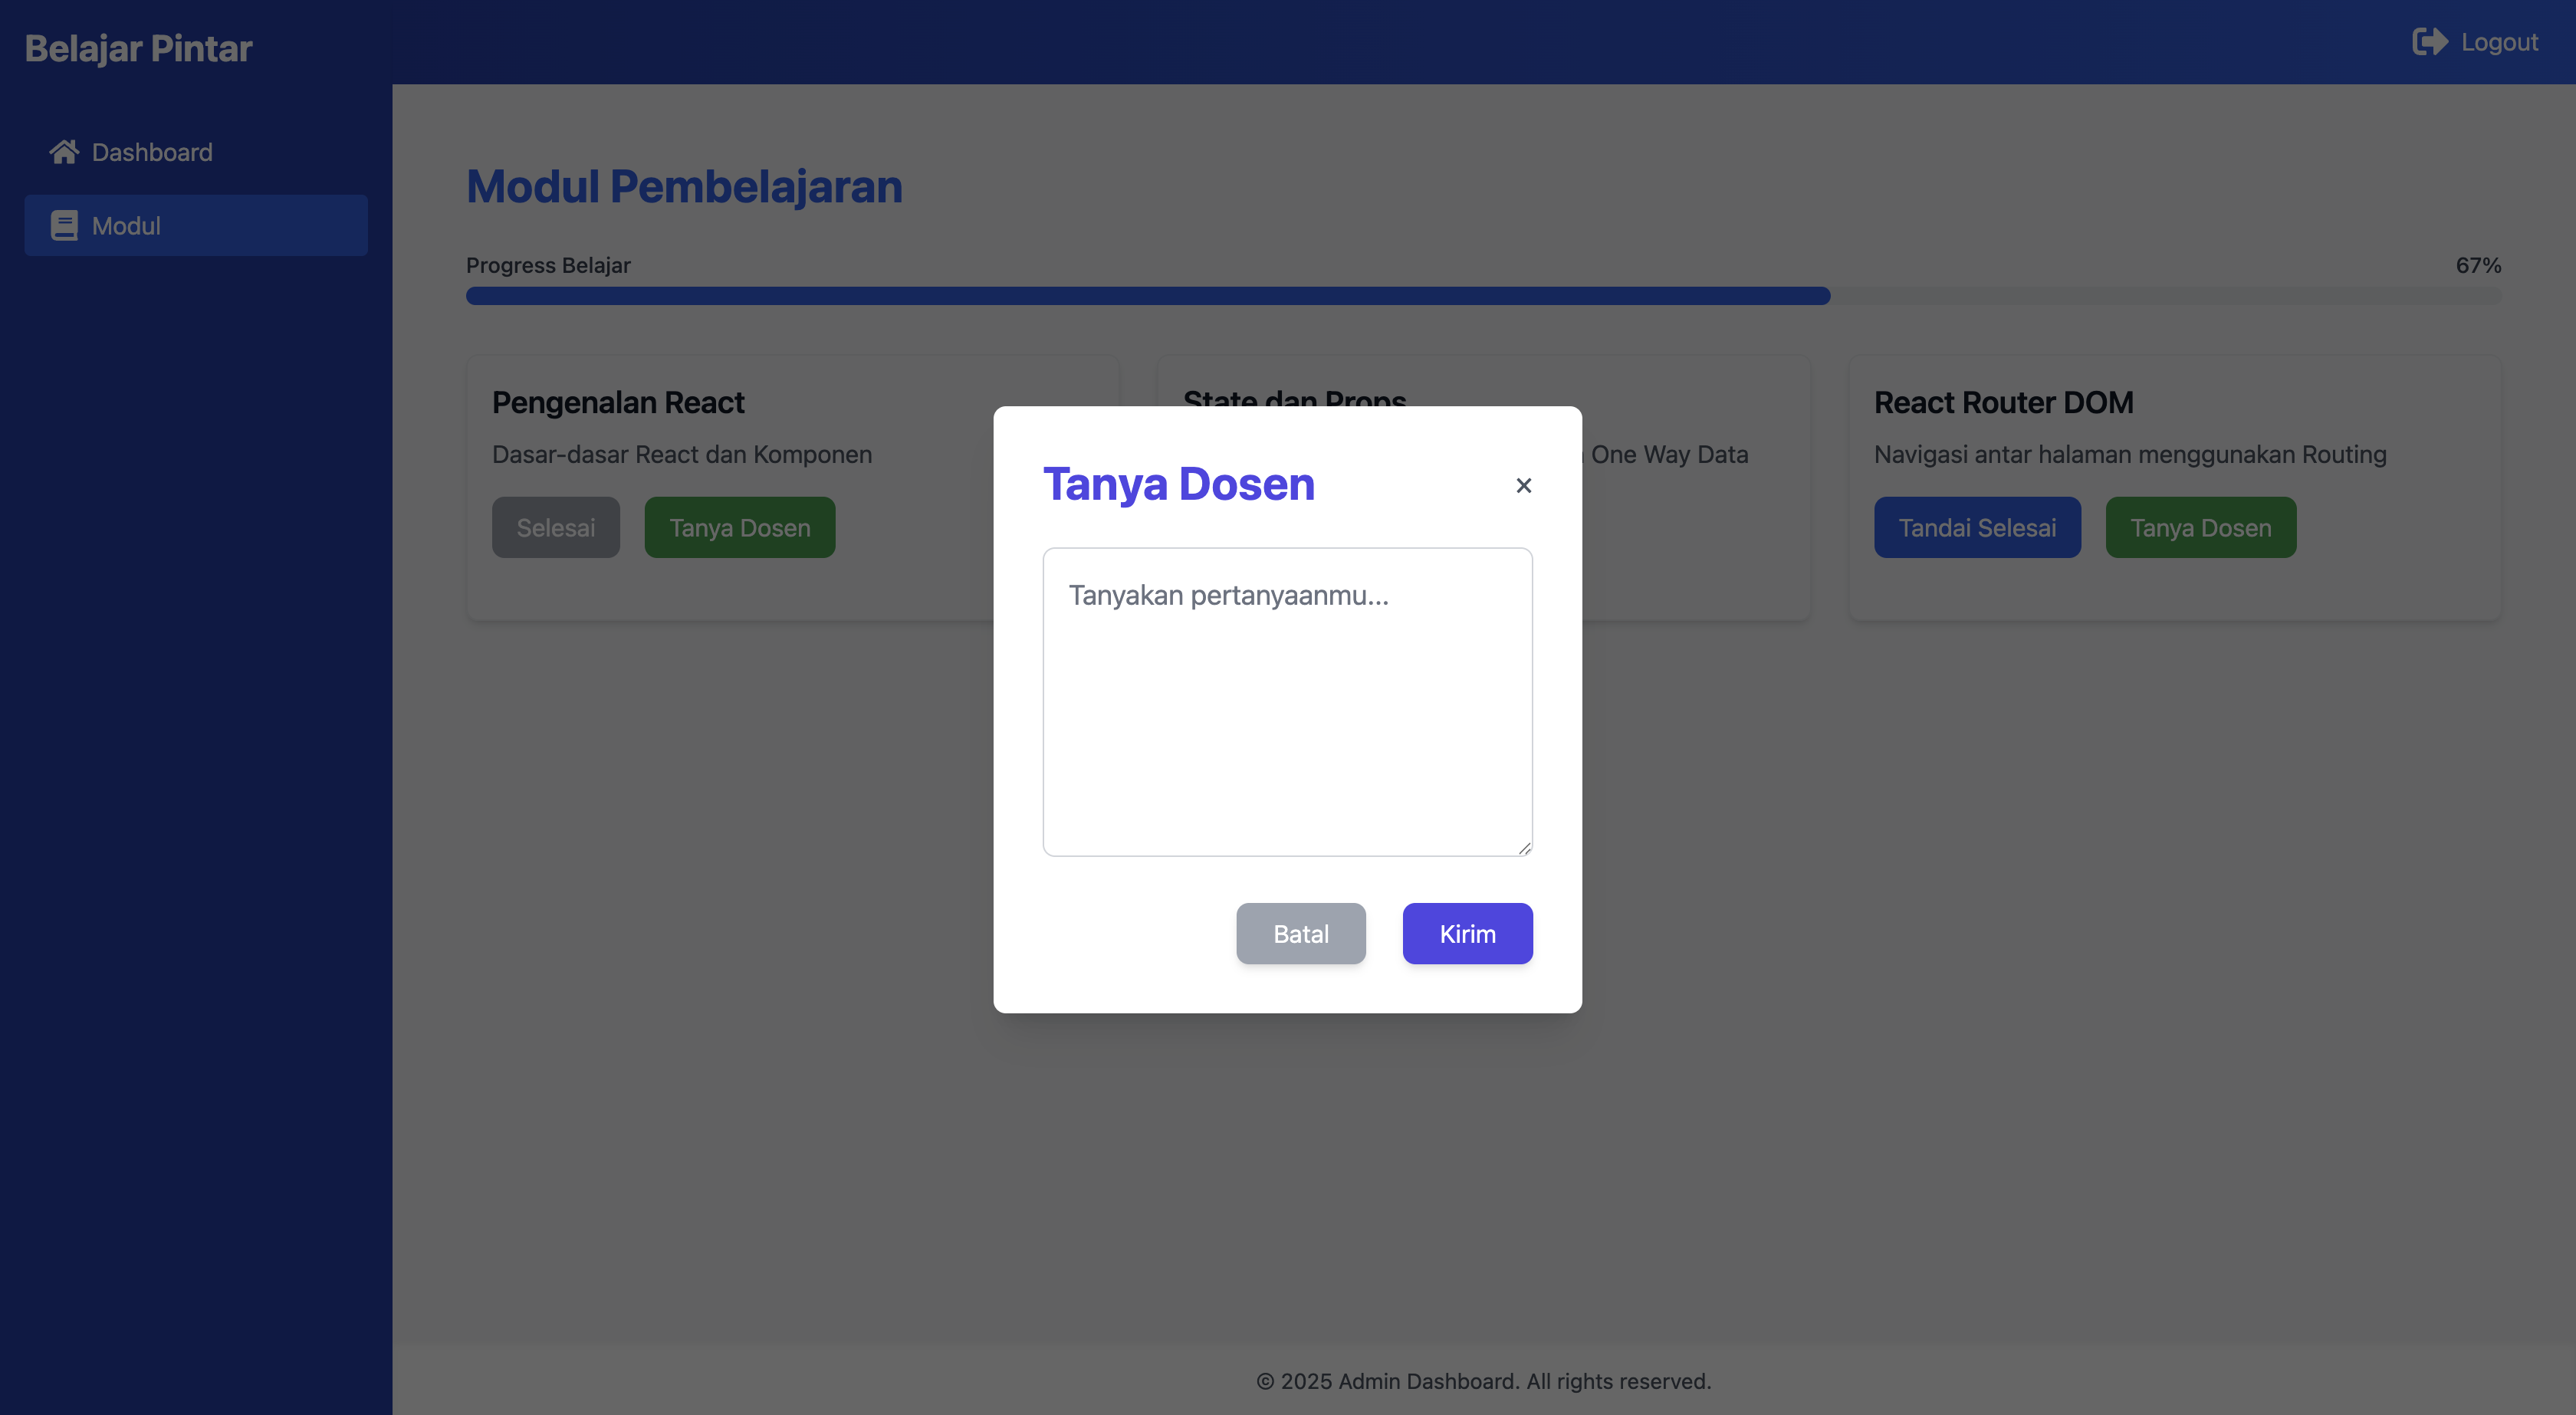 Belajar Pintar
Logout
Dashboard
Modul
Modul Pembelajaran
Progress Belajar
67%
Pengenalan React
Dasar-dasar React dan Komponen
Selesai
Tanya Dosen
State dan Props
One Way Data
React Router DOM
Navigasi antar halaman menggunakan Routing
Tandai Selesai
Tanya Dosen
Tanya Dosen
×
Tanyakan pertanyaanmu...
Batal
Kirim
© 2025 Admin Dashboard. All rights reserved.